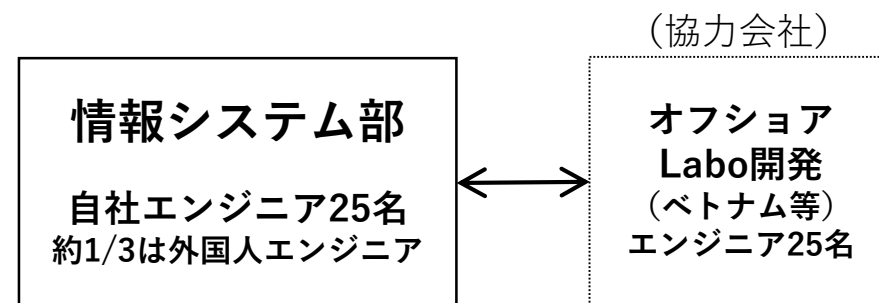 （協力会社）
情報システム部
自社エンジニア25名
約1/3は外国人エンジニア
オフショア
Labo開発
（ベトナム等）
エンジニア25名